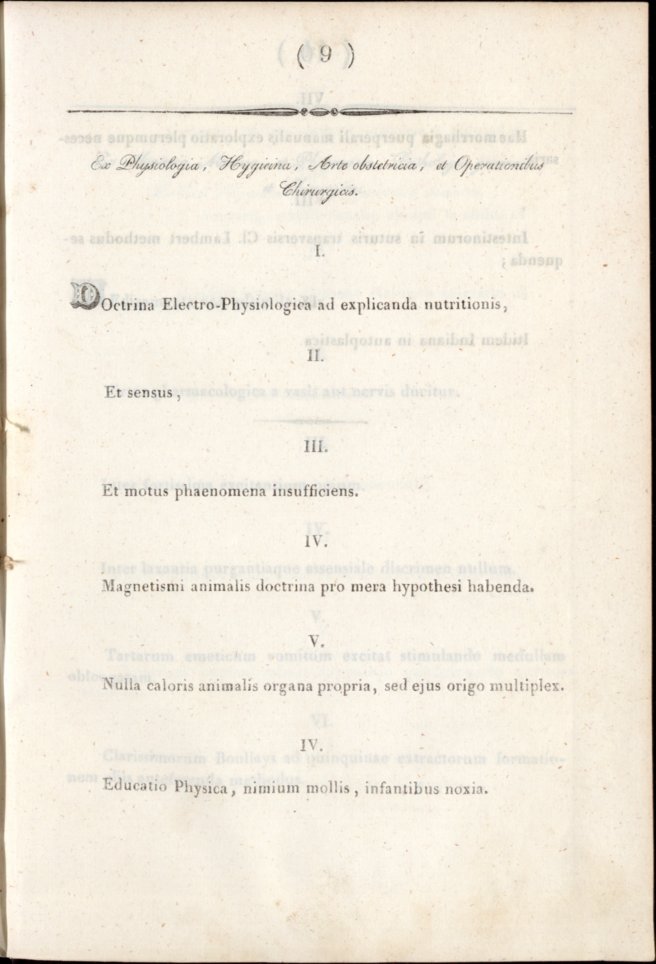 ( 9 )
Ex Physiologia, Hygieina, Arte obstetricia, et Operationibus
Chirurgicis.
I.
DOctrina Electro-Physiologica ad explicanda nutritionis,
II.
Et sensus,
III.
Et motus phaenomena insufficiens.
IV.
Magnetismi animalis doctrina pro mera hypothesi habenda.
V.
Nulla caloris animalis organa propria, sed ejus origo multiplex.
IV.
Educatio Physica, nimium mollis, infantibus noxia.